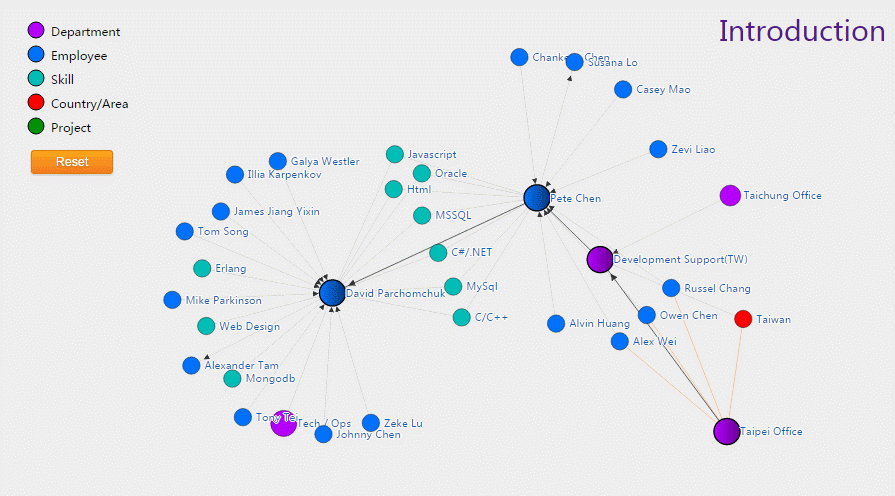 Introduction
Department
Employee
Skill
Country/Area
Project
Reset
Chanke Chen
Susana Lo
Casey Mao
Zevi Liao
Javascript
Galya Westler
Oracle
Illia Karpenkov
Html
Pete Chen
Taichung Office
James Jiang Yixin
MSSQL
Tom Song
C#/.NET
Development Support(TW)
Erlang
MySql
Russel Chang
David Parchomchuk
Mike Parkinson
C/C++
Owen Chen
Taiwan
Web Design
Alvin Huang
Alex Wei
Alexander Tam
Mongodb
Tony Tei
Tech / Ops
Zeke Lu
Johnny Chen
Taipei Office